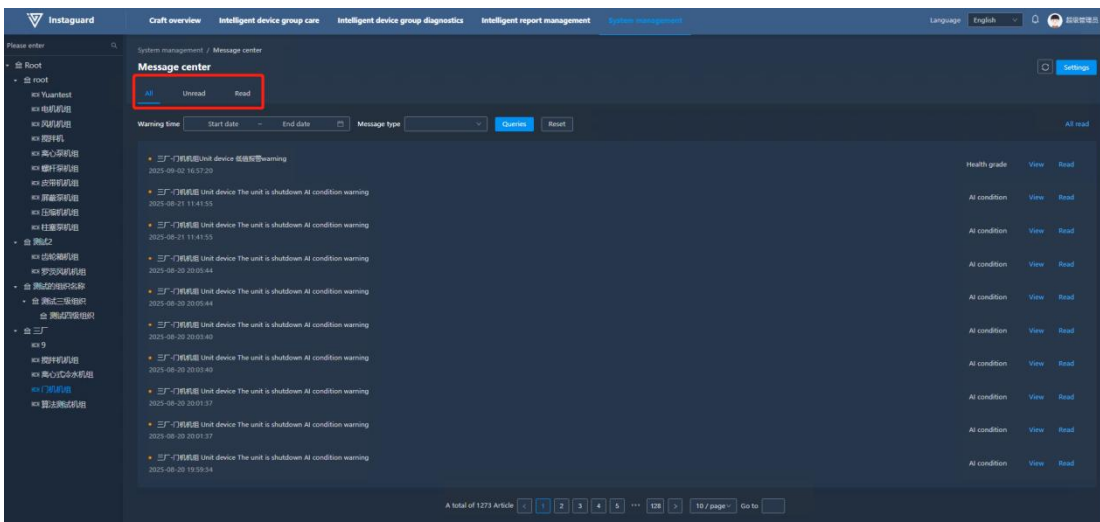 Instaguard
Craft overview
Intelligent device group care
Intelligent device group diagnostics
Intelligent report management
System management
Language
English
超级管理员
Please enter
Root
root
Yuantest
电机机组
风机机组
搅拌机
离心泵机组
螺杆泵机组
皮带机机组
屏蔽泵机组
压缩机机组
柱塞泵机组
测试2
齿轮箱机组
罗茨风机机组
测试的组织名称
测试三级组织
测试四级组织
三厂
9
搅拌机机组
离心式冷水机组
门机机组
算法测试机组
System management / Message center
Message center
Settings
All Unread Read
Warning time Start date ~ End date Message type Queries Reset All read
三厂-门机机组Unit device 低值报警warning
2025-09-02 16:57:20
Health grade View Read
三厂-门机机组 Unit device The unit is shutdown AI condition warning
2025-08-21 11:41:55
AI condition View Read
三厂-门机机组 Unit device The unit is shutdown AI condition warning
2025-08-21 11:41:55
AI condition View Read
三厂-门机机组 Unit device The unit is shutdown AI condition warning
2025-08-20 20:05:44
AI condition View Read
三厂-门机机组 Unit device The unit is shutdown AI condition warning
2025-08-20 20:05:44
AI condition View Read
三厂-门机机组 Unit device The unit is shutdown AI condition warning
2025-08-20 20:03:40
AI condition View Read
三厂-门机机组 Unit device The unit is shutdown AI condition warning
2025-08-20 20:03:40
AI condition View Read
三厂-门机机组 Unit device The unit is shutdown AI condition warning
2025-08-20 20:01:37
AI condition View Read
三厂-门机机组 Unit device The unit is shutdown AI condition warning
2025-08-20 20:01:37
AI condition View Read
三厂-门机机组 Unit device The unit is shutdown AI condition warning
2025-08-20 19:59:34
AI condition View Read
A total of 1273 Article < 1 2 3 4 5 ••• 128 > 10 / page Go to